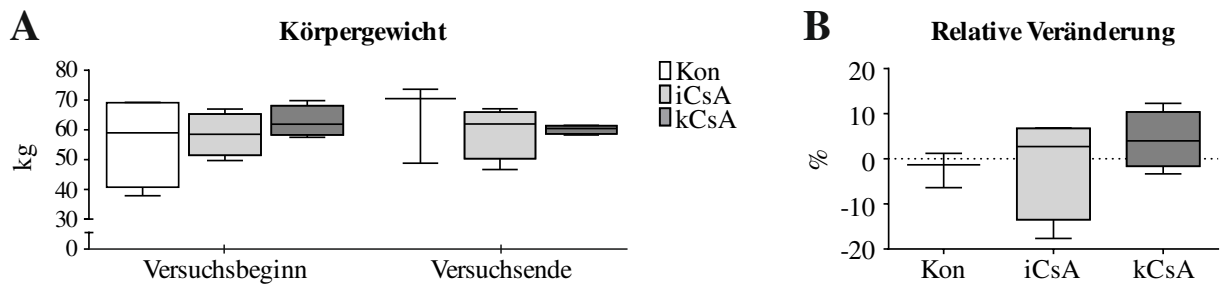 A
Körpergewicht
80
70
60
50
40
30
0
kg
Versuchsbeginn
Versuchsende
Kon
iCsA
kCsA
B
Relative Veränderung
20
10
0
-10
-20
%
Kon
iCsA
kCsA